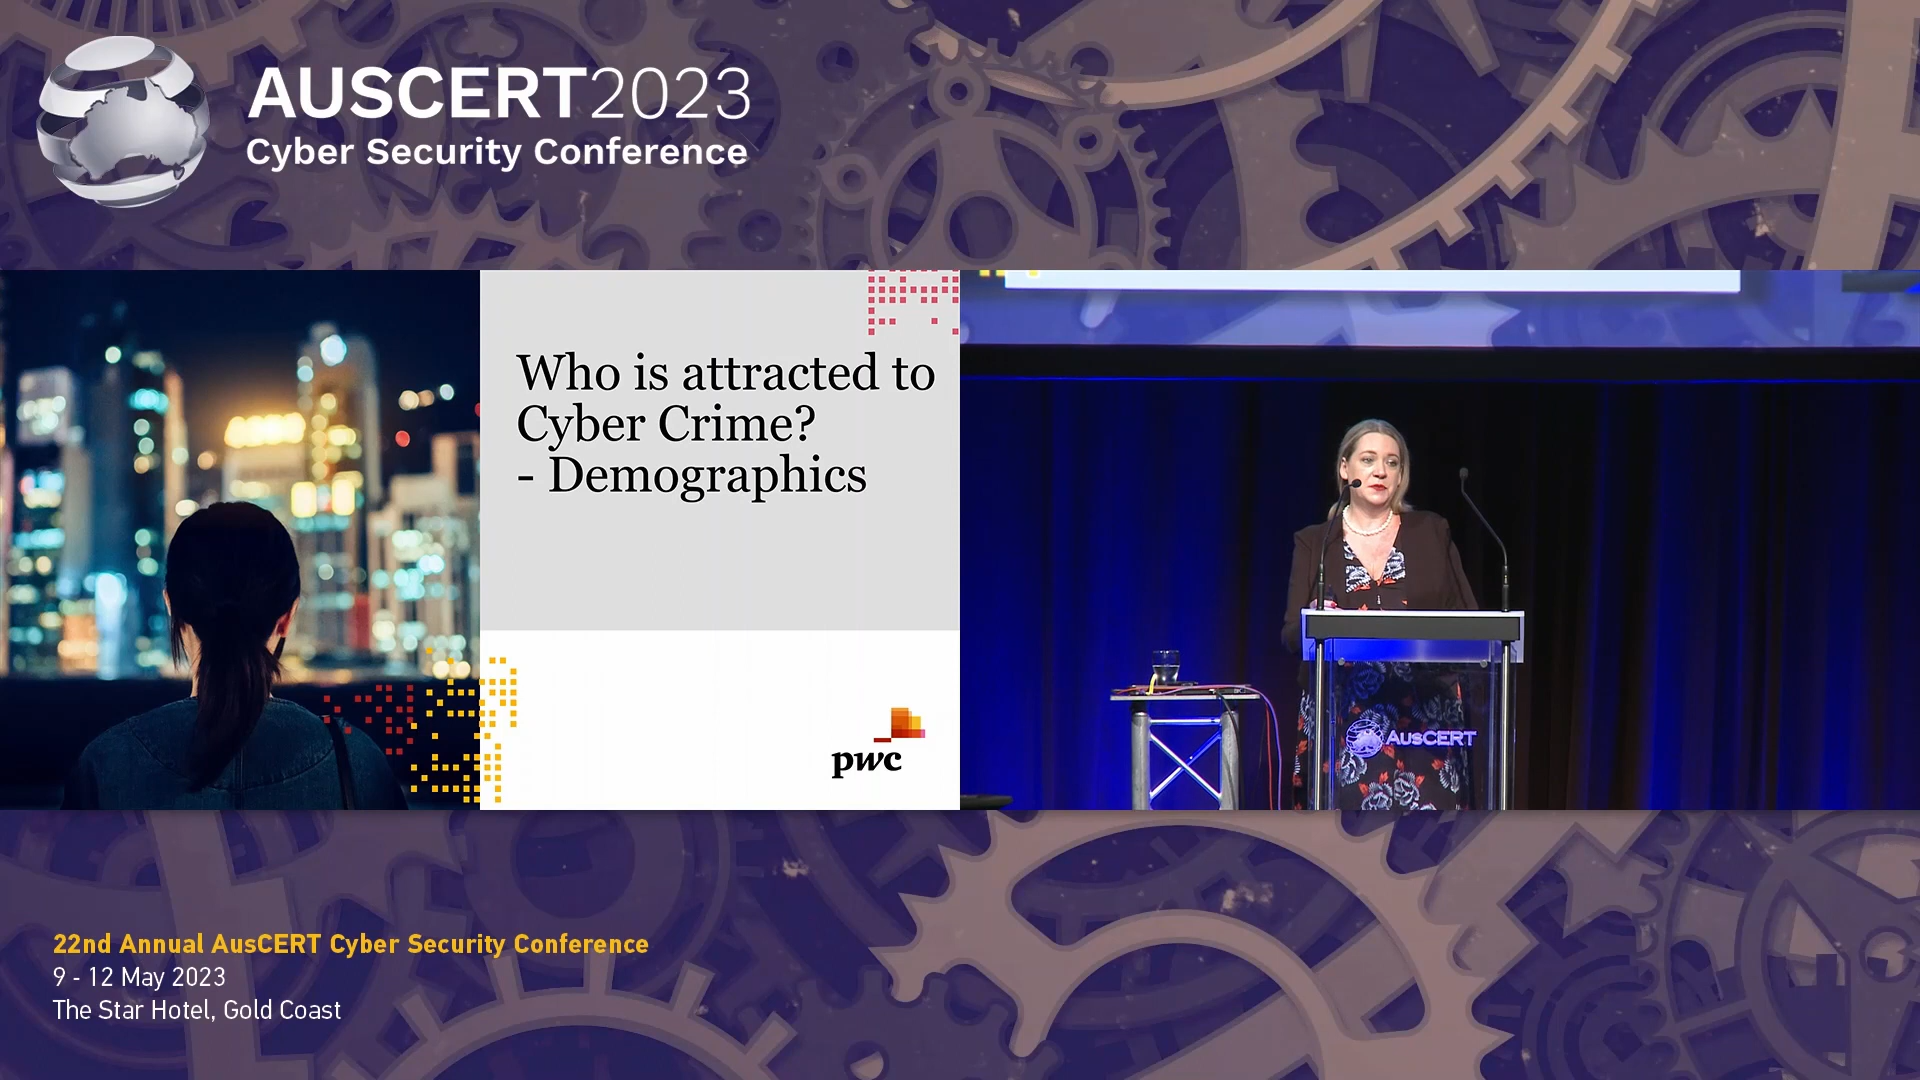 AUSCERT2023
Cyber Security Conference
Who is attracted to
Cyber Crime?
- Demographics
pwc
AusCERT
22nd Annual AusCERT Cyber Security Conference
9 - 12 May 2023
The Star Hotel, Gold Coast